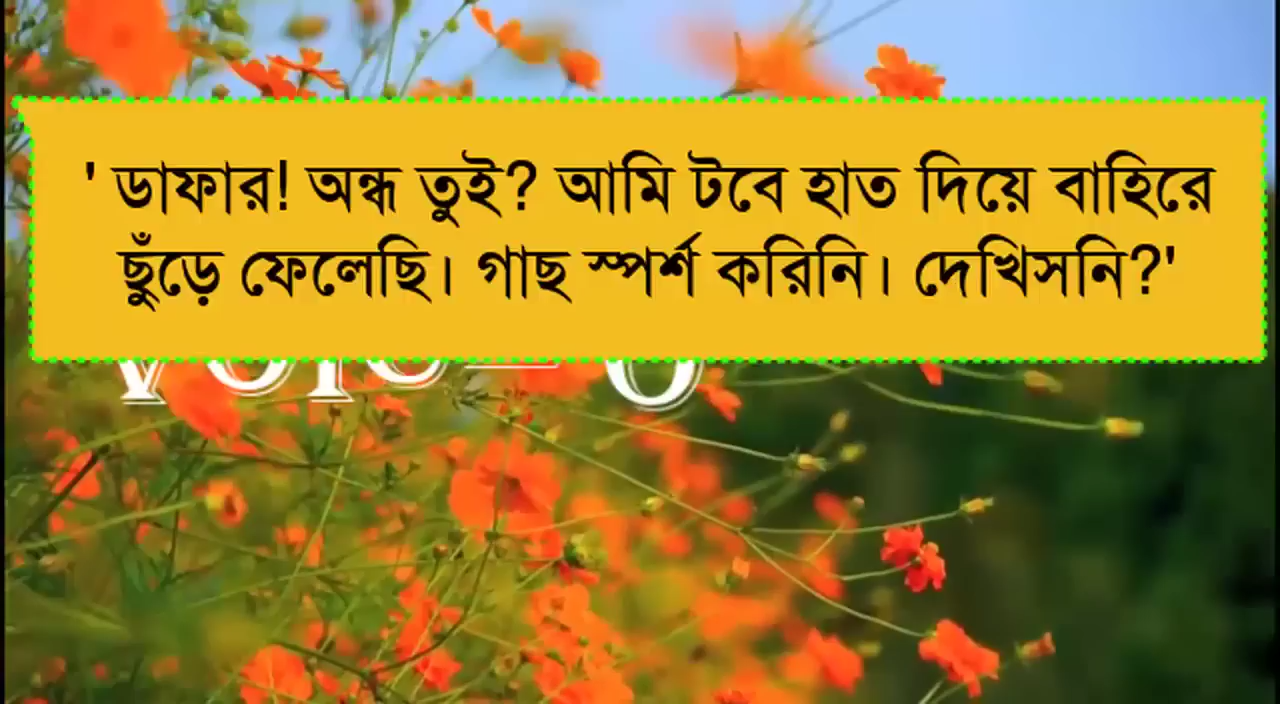 ' ডাফার! অন্ধ তুই? আমি টবে হাত দিয়ে বাহিরে
ছুঁড়ে ফেলেছি। গাছ স্পর্শ করিনি। দেখিসনি?'